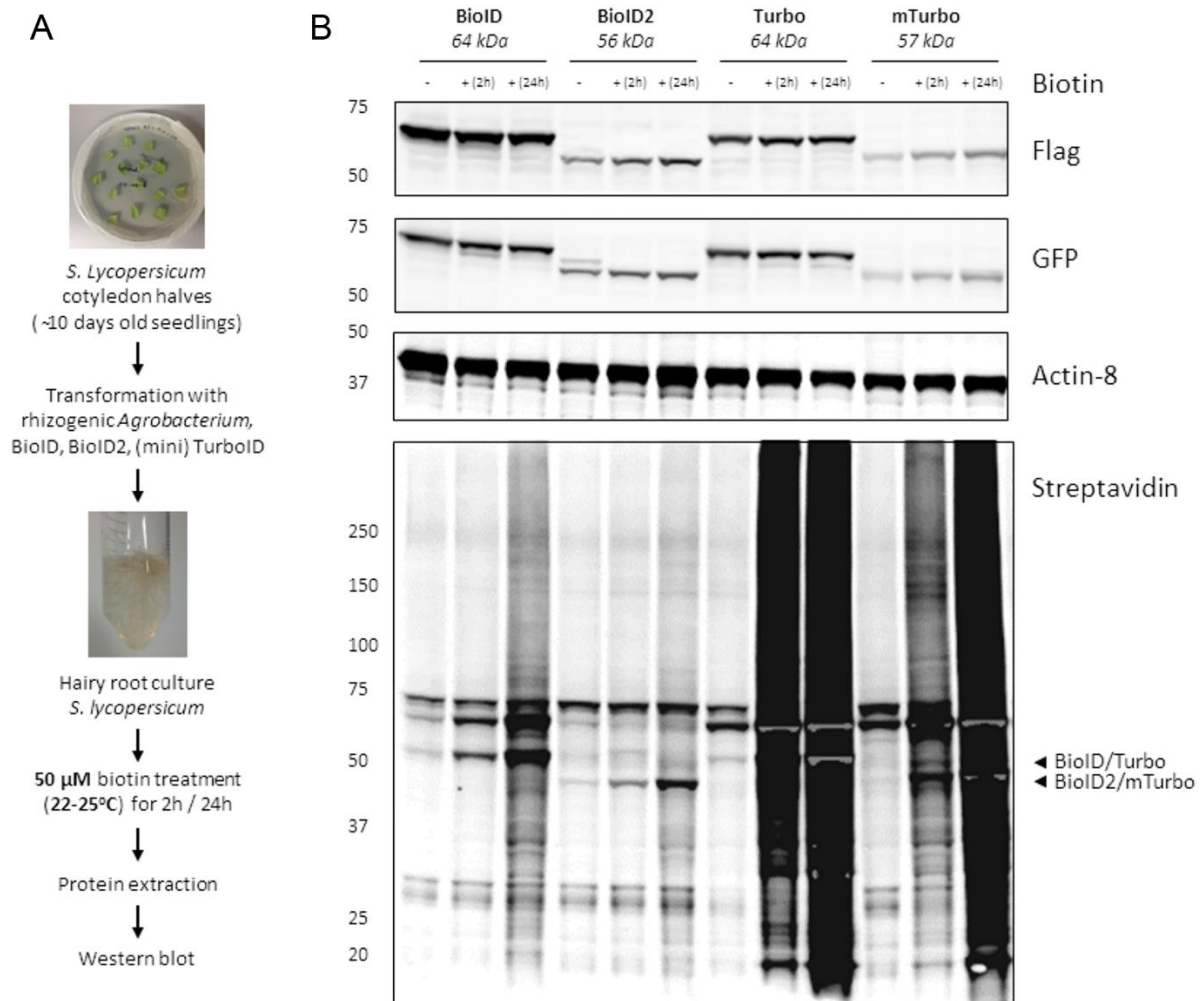 A
S. Lycopersicum
cotyledon halves
(~10 days old seedlings)
Transformation with
rhizogenic Agrobacterium,
BioID, BioID2, (mini) TurboID
Hairy root culture
S. lycopersicum
50 µM biotin treatment
(22-25°C) for 2h / 24h
Protein extraction
Western blot
B
BioID BioID2 Turbo mTurbo
64 kDa 56 kDa 64 kDa 57 kDa
- + (2h) + (24h) - + (2h) + (24h) - + (2h) + (24h) - + (2h) + (24h) Biotin
75
50
Flag
75
50
GFP
50
37
Actin-8
Streptavidin
250
150
100
75
50
◄ BioID/Turbo
◄ BioID2/mTurbo
37
25
20